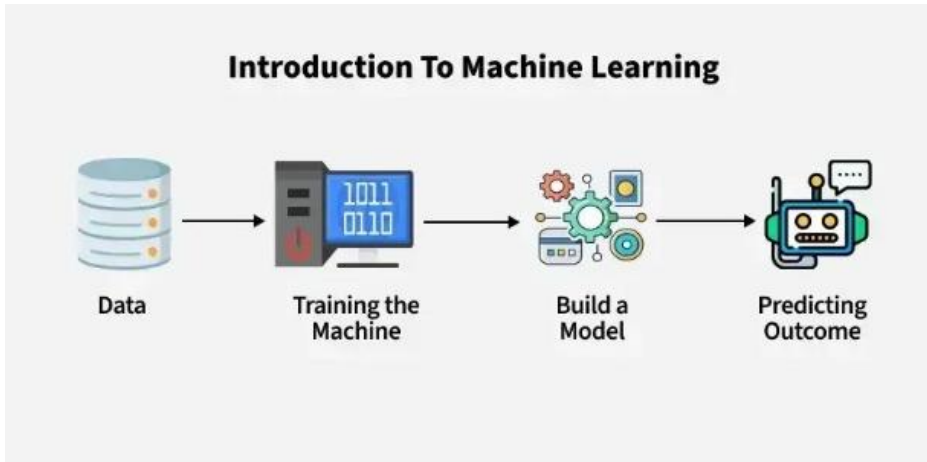 Introduction To Machine Learning
1011
0110
Data
Training the
Machine
Build a
Model
Predicting
Outcome